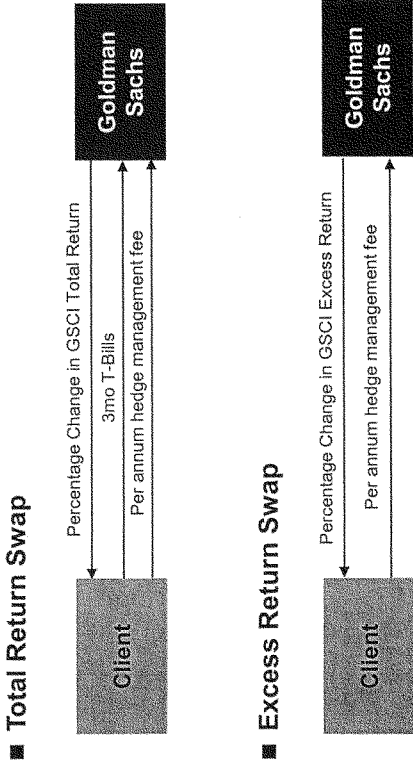 ■ Total Return Swap
Client
Percentage Change in GSCI Total Return
3mo T-Bills
Per annum hedge management fee
Goldman
Sachs
■ Excess Return Swap
Client
Percentage Change in GSCI Excess Return
Per annum hedge management fee
Goldman
Sachs